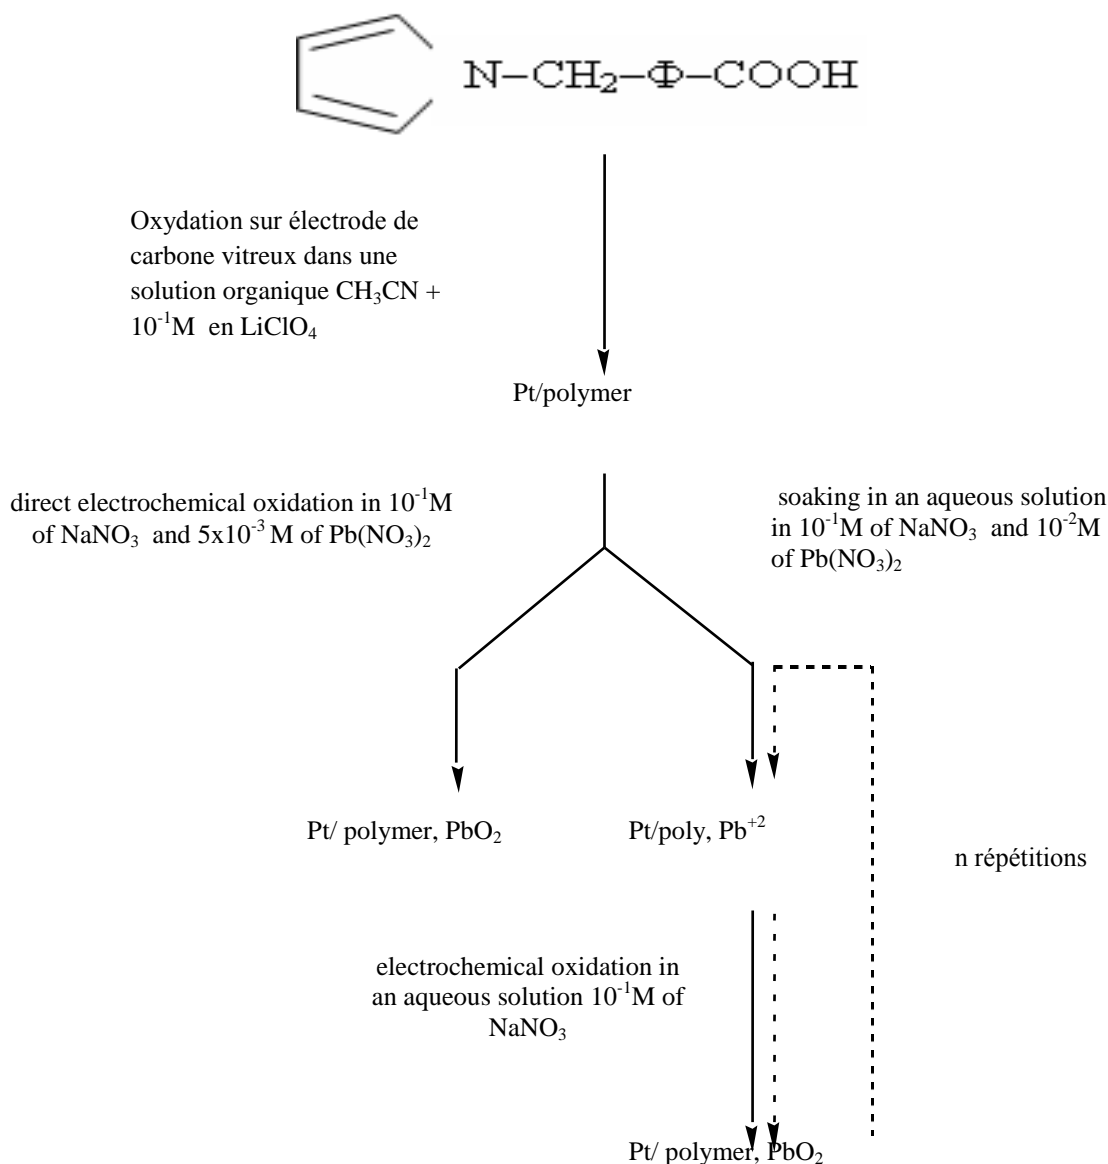 N–CH₂–Φ–COOH
Oxydation sur électrode de
carbone vitreux dans une
solution organique CH₃CN +
10⁻¹M en LiClO₄
Pt/polymer
direct electrochemical oxidation in 10⁻¹M
of NaNO₃ and 5x10⁻³ M of Pb(NO₃)₂
soaking in an aqueous solution
in 10⁻¹M of NaNO₃ and 10⁻²M
of Pb(NO₃)₂
Pt/ polymer, PbO₂
Pt/poly, Pb⁺²
n répétitions
electrochemical oxidation in
an aqueous solution 10⁻¹M of
NaNO₃
Pt/ polymer, PbO₂